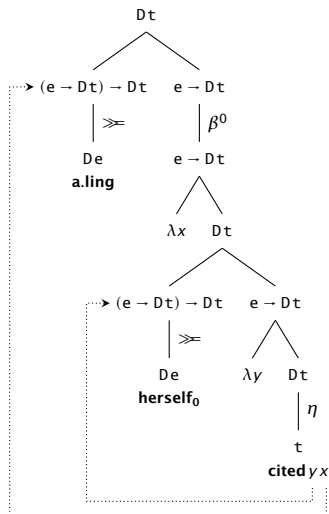 Dt
(e → Dt) → Dt e → Dt
≫= β⁰
De e → Dt
a.ling
λx Dt
(e → Dt) → Dt e → Dt
≫=
De λy Dt
herself₀
η
t
cited y x